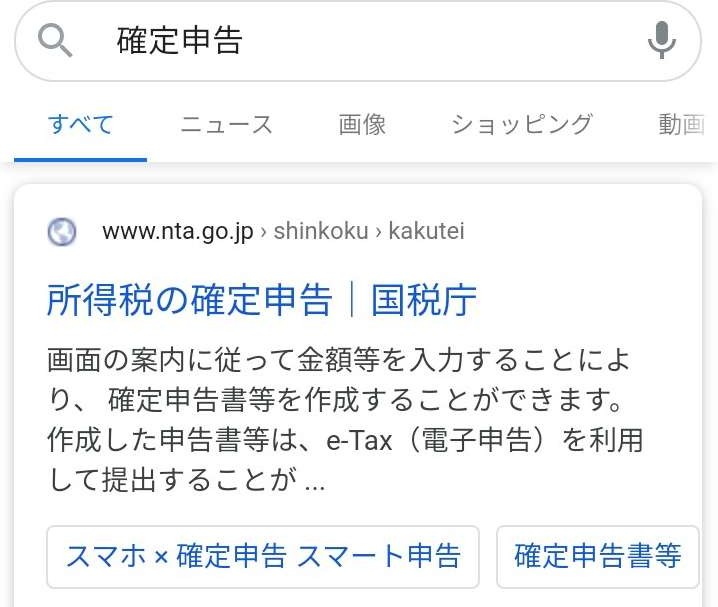 確定申告
すべて ニュース 画像 ショッピング 動画
www.nta.go.jp › shinkoku › kakutei
所得税の確定申告｜国税庁
画面の案内に従って金額等を入力することによ
り、 確定申告書等を作成することができます。
作成した申告書等は、e-Tax（電子申告）を利用
して提出することが ...
スマホ × 確定申告 スマート申告 確定申告書等